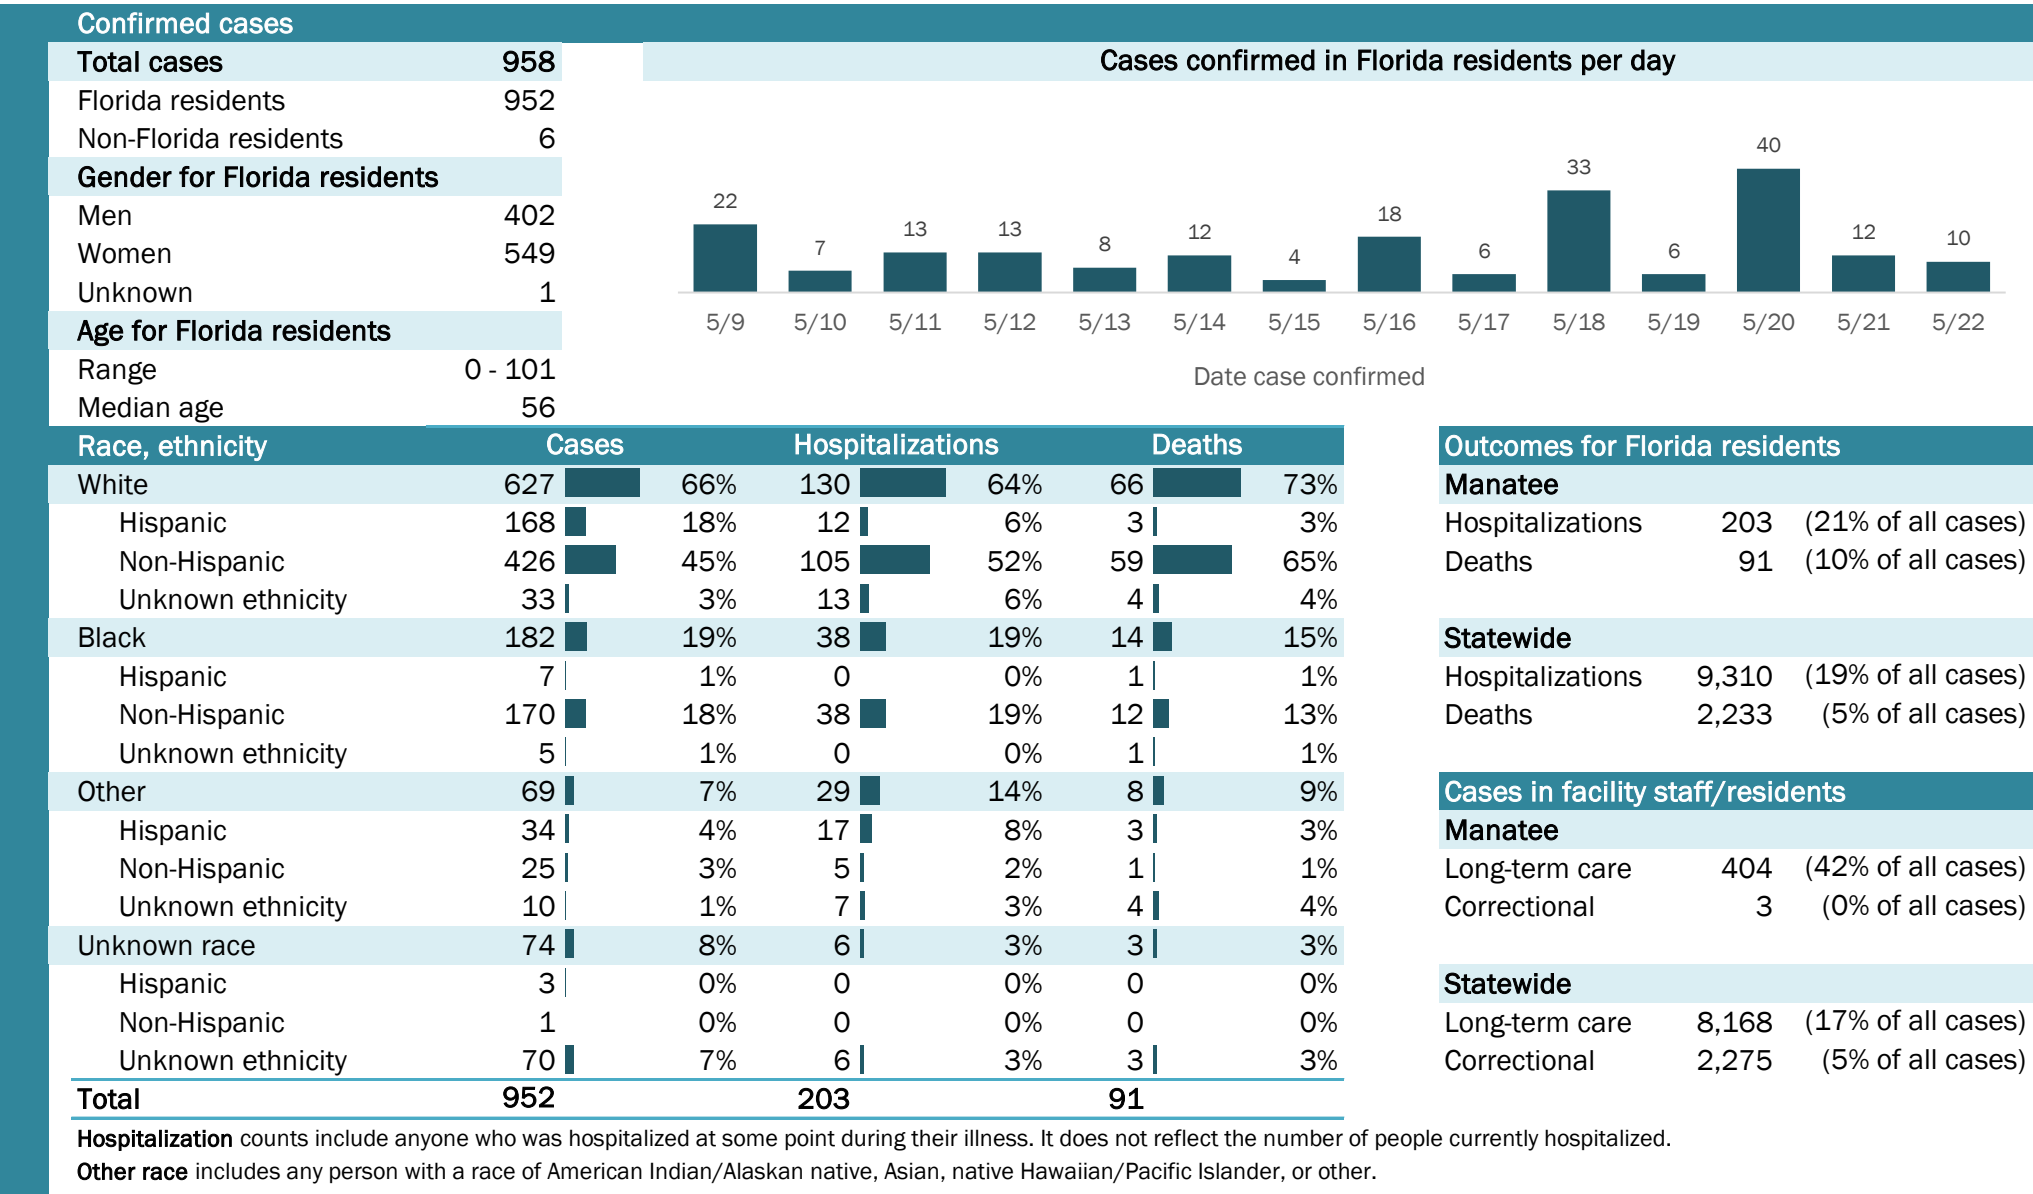 Confirmed cases
Total cases 958
Florida residents 952
Non-Florida residents 6
Gender for Florida residents
Men 402
Women 549
Unknown 1
Age for Florida residents
Range 0 - 101
Median age 56
Cases confirmed in Florida residents per day
22 7 13 13 8 12 4 18 6 33 6 40 12 10
5/9 5/10 5/11 5/12 5/13 5/14 5/15 5/16 5/17 5/18 5/19 5/20 5/21 5/22
Date case confirmed
Race, ethnicity Cases Hospitalizations Deaths
White 627 66% 130 64% 66 73%
Hispanic 168 18% 12 6% 3 3%
Non-Hispanic 426 45% 105 52% 59 65%
Unknown ethnicity 33 3% 13 6% 4 4%
Black 182 19% 38 19% 14 15%
Hispanic 7 1% 0 0% 1 1%
Non-Hispanic 170 18% 38 19% 12 13%
Unknown ethnicity 5 1% 0 0% 1 1%
Other 69 7% 29 14% 8 9%
Hispanic 34 4% 17 8% 3 3%
Non-Hispanic 25 3% 5 2% 1 1%
Unknown ethnicity 10 1% 7 3% 4 4%
Unknown race 74 8% 6 3% 3 3%
Hispanic 3 0% 0 0% 0 0%
Non-Hispanic 1 0% 0 0% 0 0%
Unknown ethnicity 70 7% 6 3% 3 3%
Total 952 203 91
Outcomes for Florida residents
Manatee
Hospitalizations 203 (21% of all cases)
Deaths 91 (10% of all cases)
Statewide
Hospitalizations 9,310 (19% of all cases)
Deaths 2,233 (5% of all cases)
Cases in facility staff/residents
Manatee
Long-term care 404 (42% of all cases)
Correctional 3 (0% of all cases)
Statewide
Long-term care 8,168 (17% of all cases)
Correctional 2,275 (5% of all cases)
Hospitalization counts include anyone who was hospitalized at some point during their illness. It does not reflect the number of people currently hospitalized.
Other race includes any person with a race of American Indian/Alaskan native, Asian, native Hawaiian/Pacific Islander, or other.